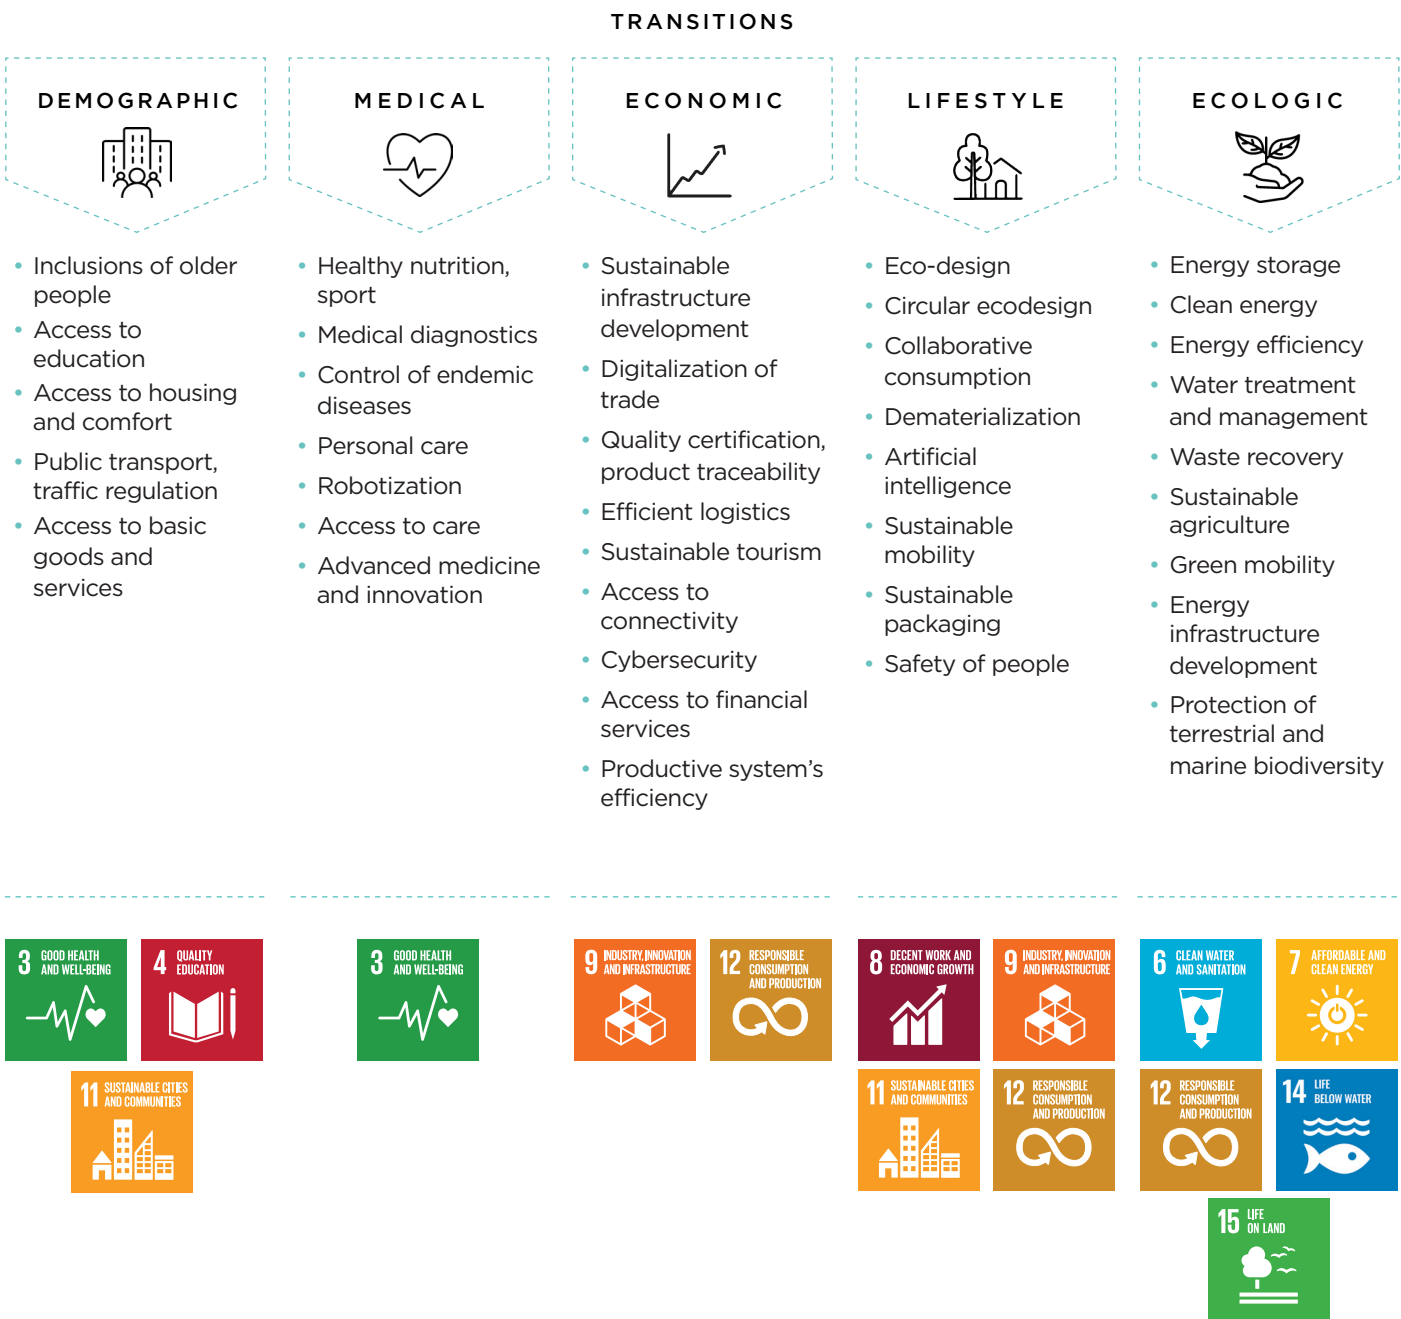 TRANSITIONS
DEMOGRAPHIC
• Inclusions of older
people
• Access to
education
• Access to housing
and comfort
• Public transport,
traffic regulation
• Access to basic
goods and
services
MEDICAL
• Healthy nutrition,
sport
• Medical diagnostics
• Control of endemic
diseases
• Personal care
• Robotization
• Access to care
• Advanced medicine
and innovation
ECONOMIC
• Sustainable
infrastructure
development
• Digitalization of
trade
• Quality certification,
product traceability
• Efficient logistics
• Sustainable tourism
• Access to
connectivity
• Cybersecurity
• Access to financial
services
• Productive system's
efficiency
LIFESTYLE
• Eco-design
• Circular ecodesign
• Collaborative
consumption
• Dematerialization
• Artificial
intelligence
• Sustainable
mobility
• Sustainable
packaging
• Safety of people
ECOLOGIC
• Energy storage
• Clean energy
• Energy efficiency
• Water treatment
and management
• Waste recovery
• Sustainable
agriculture
• Green mobility
• Energy
infrastructure
development
• Protection of
terrestrial and
marine biodiversity
3 GOOD HEALTH
AND WELL-BEING
4 QUALITY
EDUCATION
11 SUSTAINABLE CITIES
AND COMMUNITIES
3 GOOD HEALTH
AND WELL-BEING
9 INDUSTRY, INNOVATION
AND INFRASTRUCTURE
12 RESPONSIBLE
CONSUMPTION
AND PRODUCTION
8 DECENT WORK AND
ECONOMIC GROWTH
9 INDUSTRY, INNOVATION
AND INFRASTRUCTURE
11 SUSTAINABLE CITIES
AND COMMUNITIES
12 RESPONSIBLE
CONSUMPTION
AND PRODUCTION
6 CLEAN WATER
AND SANITATION
7 AFFORDABLE AND
CLEAN ENERGY
12 RESPONSIBLE
CONSUMPTION
AND PRODUCTION
14 LIFE
BELOW WATER
15 LIFE
ON LAND